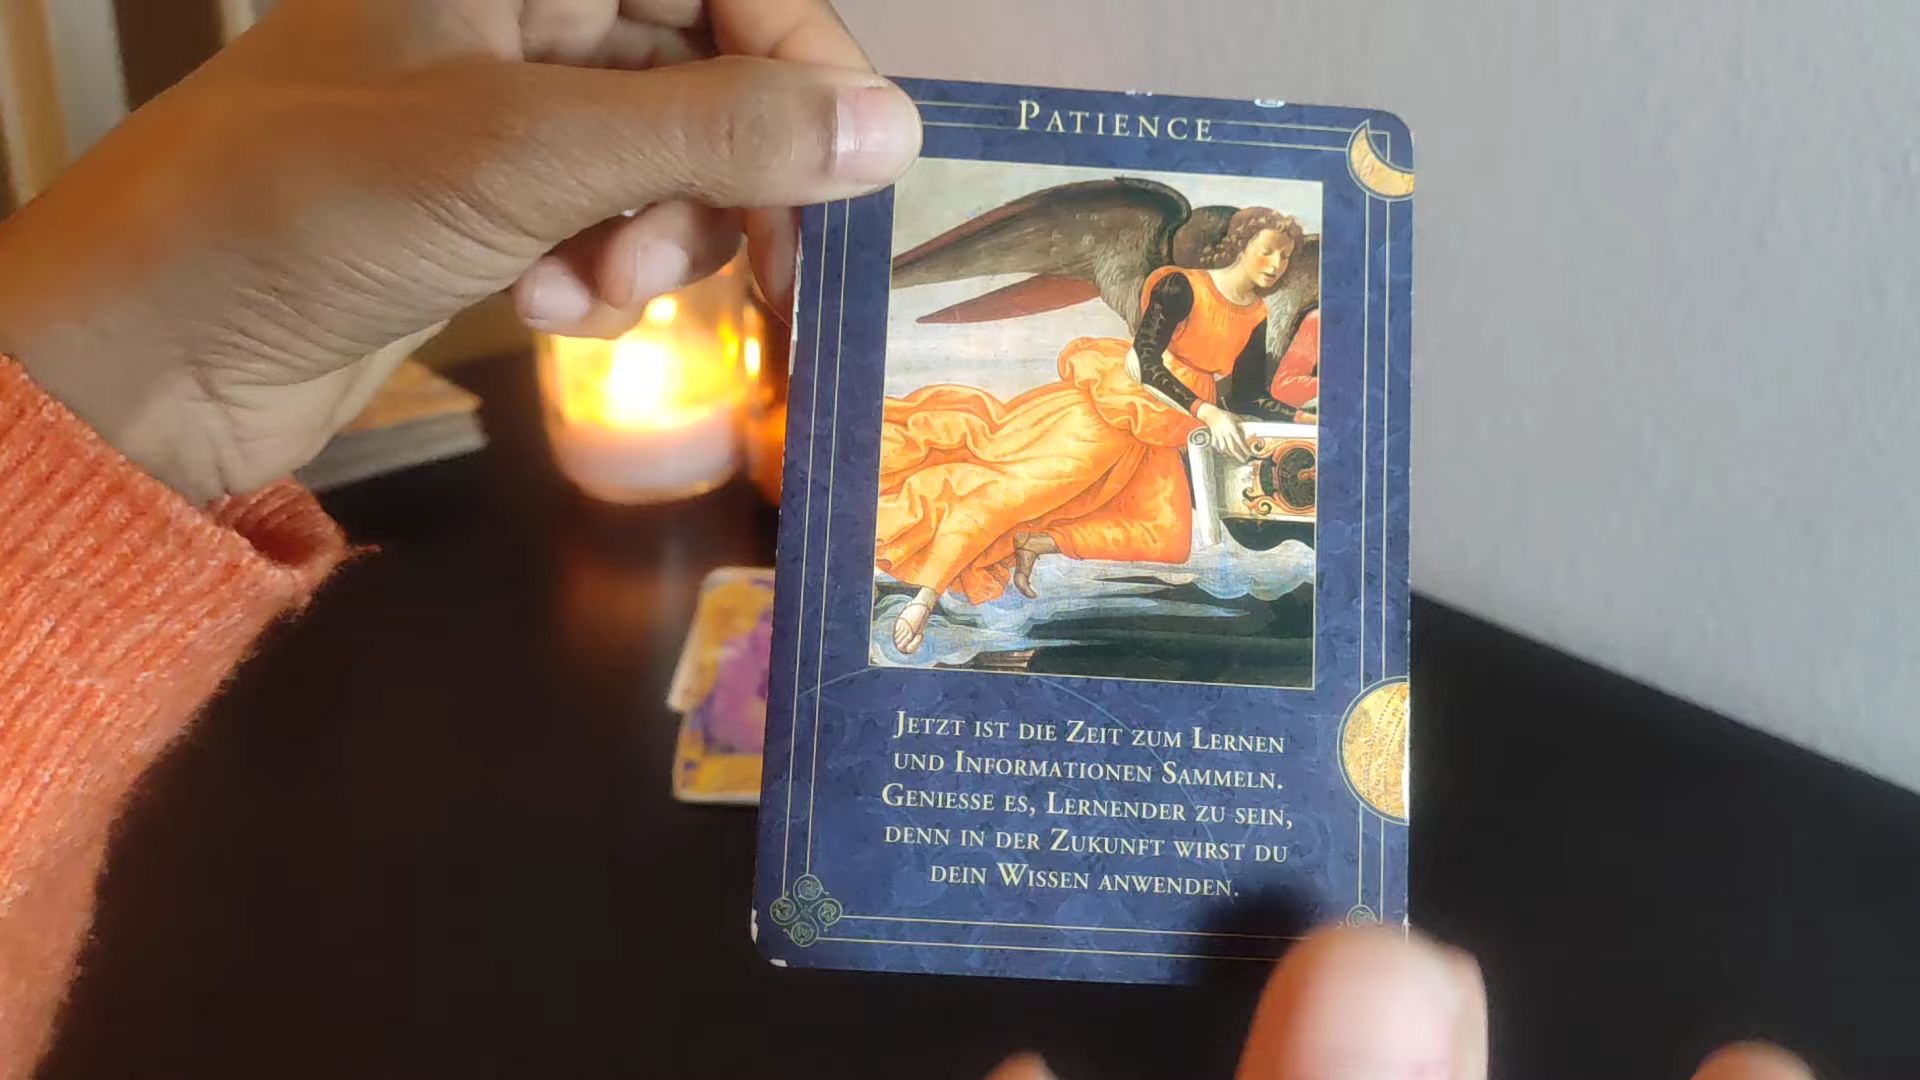 PATIENCE
JETZT IST DIE ZEIT ZUM LERNEN
UND INFORMATIONEN SAMMELN.
GENIESSE ES, LERNENDER ZU SEIN,
DENN IN DER ZUKUNFT WIRST DU
DEIN WISSEN ANWENDEN.